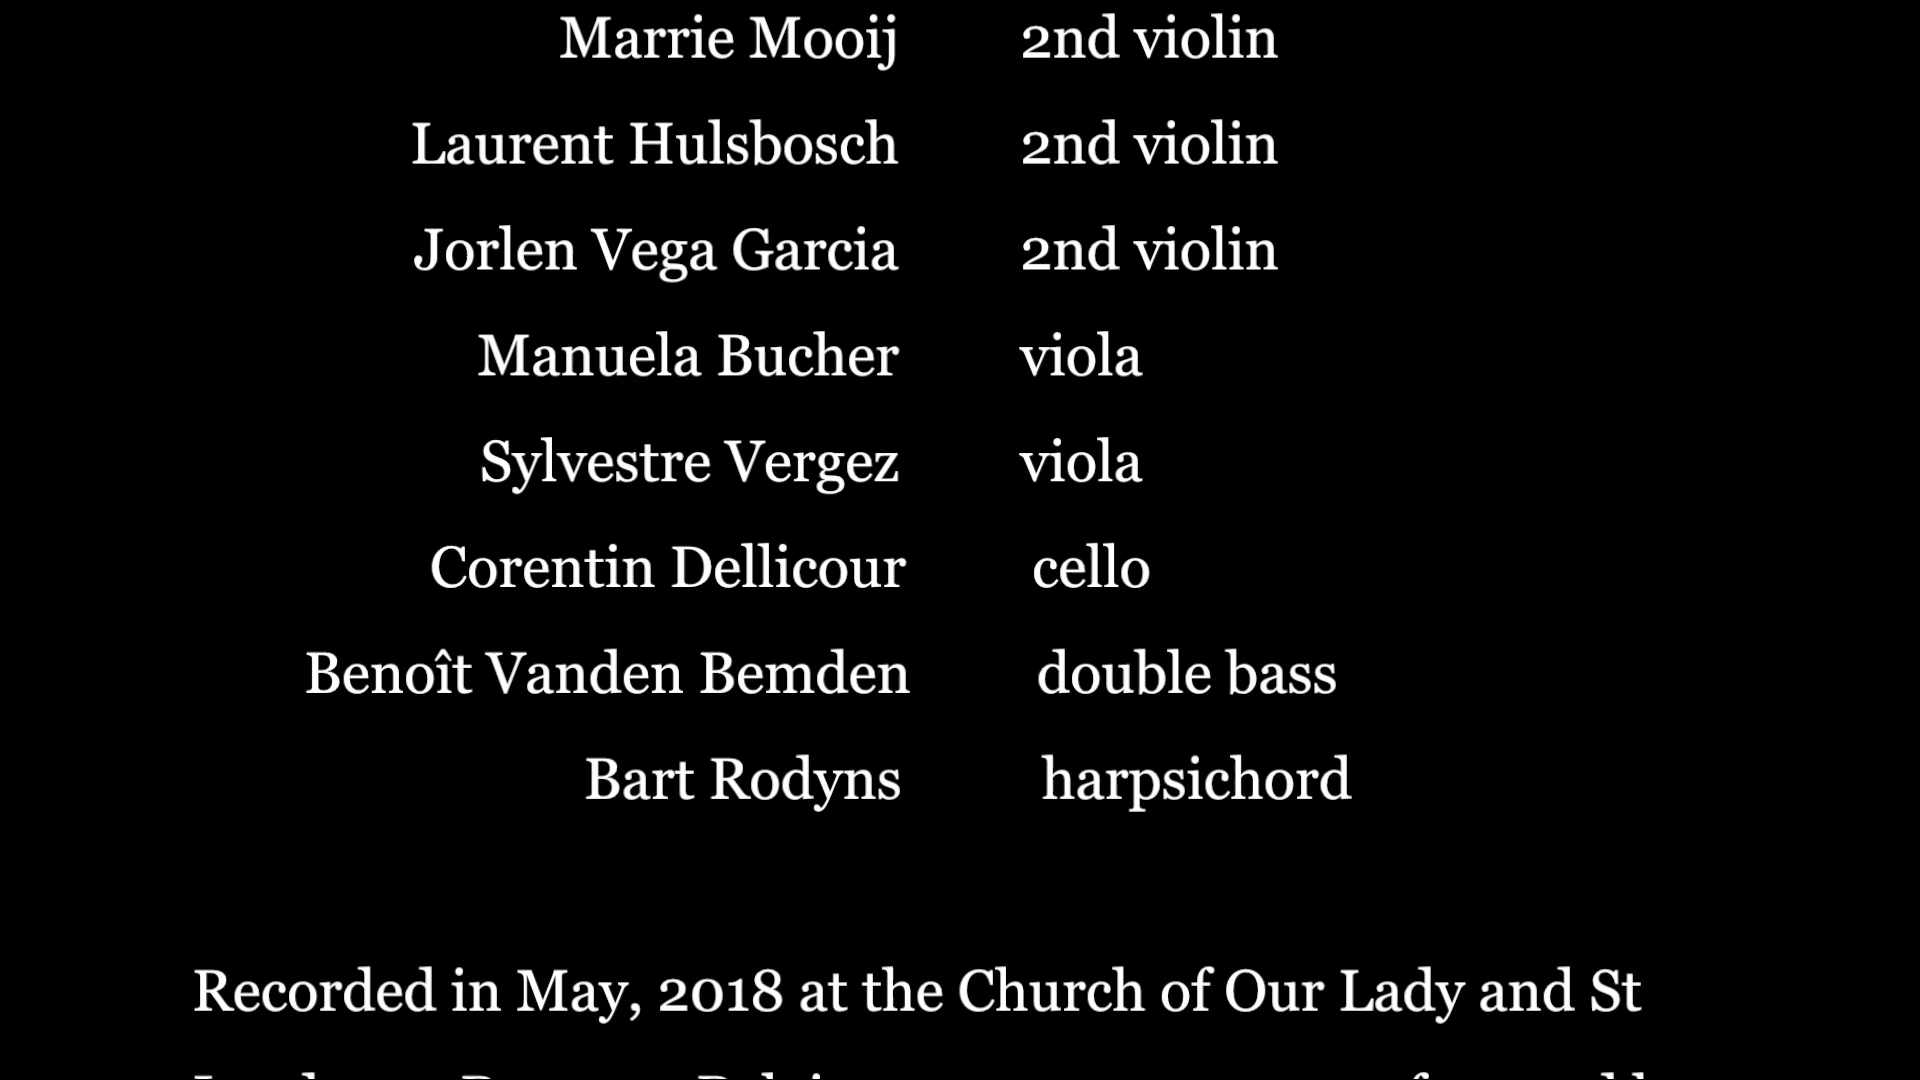 Marrie Mooij 2nd violin
Laurent Hulsbosch 2nd violin
Jorlen Vega Garcia 2nd violin
Manuela Bucher viola
Sylvestre Vergez viola
Corentin Dellicour cello
Benoît Vanden Bemden double bass
Bart Rodyns harpsichord
Recorded in May, 2018 at the Church of Our Lady and St